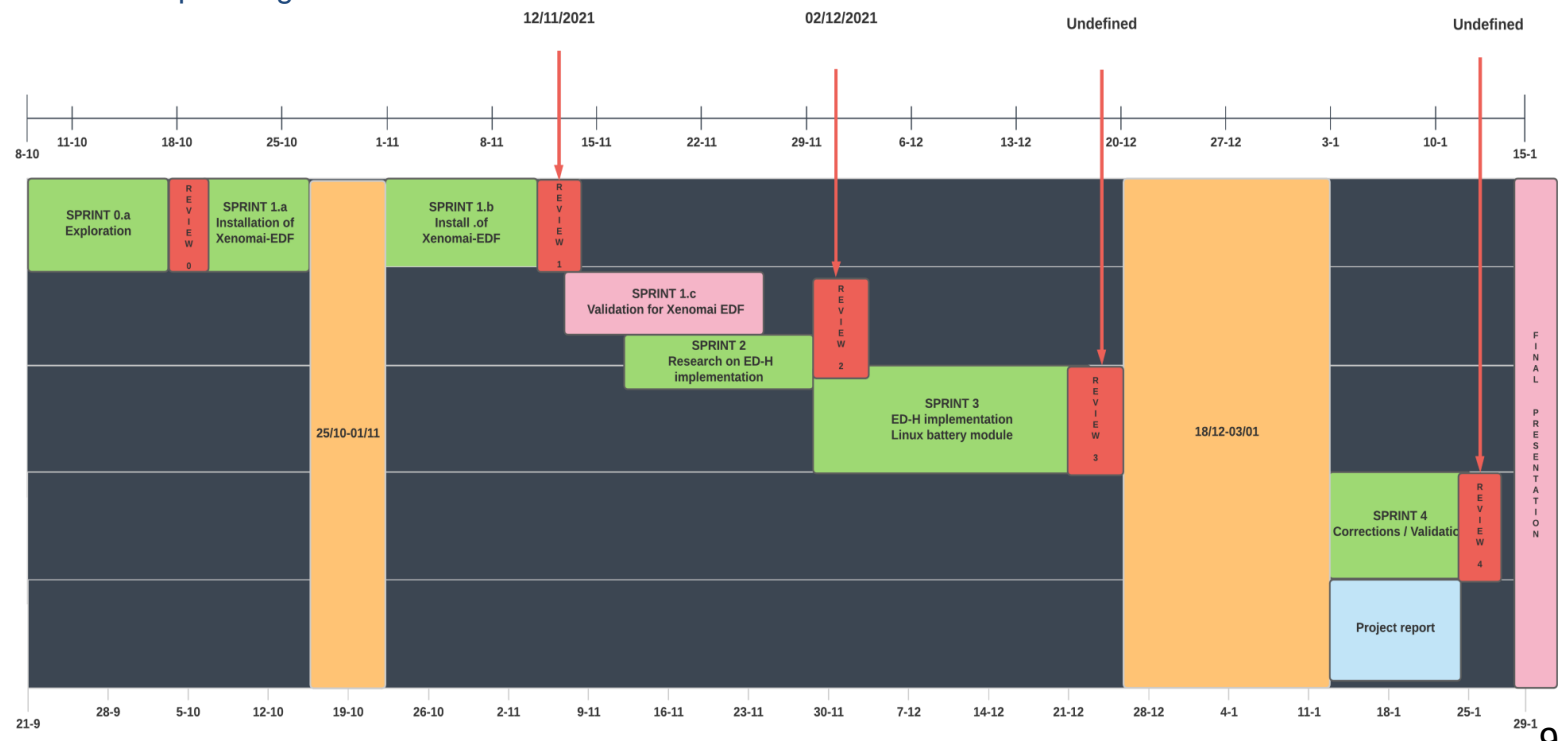 12/11/2021
02/12/2021
Undefined
Undefined
8-10
11-10
18-10
25-10
1-11
8-11
15-11
22-11
29-11
6-12
13-12
20-12
27-12
3-1
10-1
15-1
SPRINT 0.a
Exploration
REVIEW 0
SPRINT 1.a
Installation of
Xenomai-EDF
SPRINT 1.b
Install .of
Xenomai-EDF
REVIEW 1
SPRINT 1.c
Validation for Xenomai EDF
REVIEW 2
SPRINT 2
Research on ED-H
implementation
SPRINT 3
ED-H implementation
Linux battery module
REVIEW 3
25/10-01/11
18/12-03/01
SPRINT 4
Corrections / Validatio
REVIEW 4
Project report
FINAL PRESENTATION
21-9
28-9
5-10
12-10
19-10
26-10
2-11
9-11
16-11
23-11
30-11
7-12
14-12
21-12
28-12
4-1
11-1
18-1
25-1
29-1
9